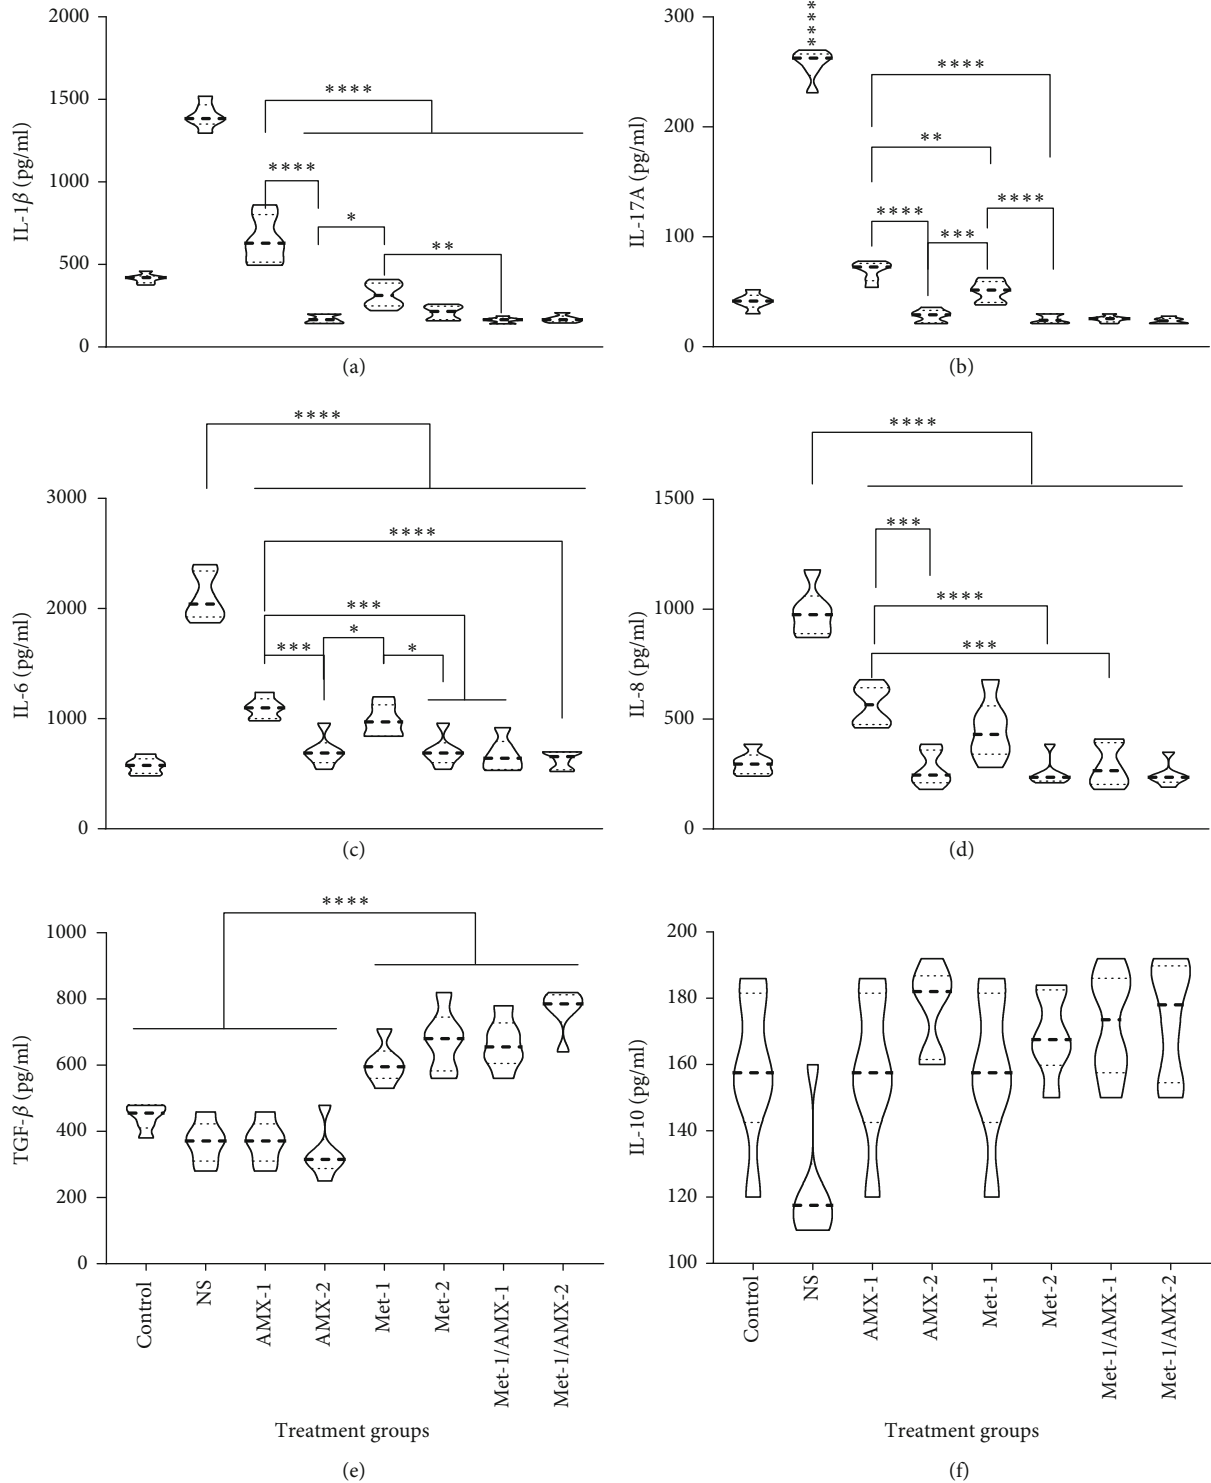 IL-1β (pg/ml)
2000
1500
1000
500
0
****
****
*
**
(a)
IL-17A (pg/ml)
300
200
100
0
****
****
**
****
****
***
(b)
IL-6 (pg/ml)
3000
2000
1000
0
****
****
***
*
***
*
(c)
IL-8 (pg/ml)
1500
1000
500
0
****
***
****
***
(d)
TGF-β (pg/ml)
1000
800
600
400
200
0
****
Control
NS
AMX-1
AMX-2
Met-1
Met-2
Met-1/AMX-1
Met-1/AMX-2
Treatment groups
(e)
IL-10 (pg/ml)
200
180
160
140
120
100
Control
NS
AMX-1
AMX-2
Met-1
Met-2
Met-1/AMX-1
Met-1/AMX-2
Treatment groups
(f)